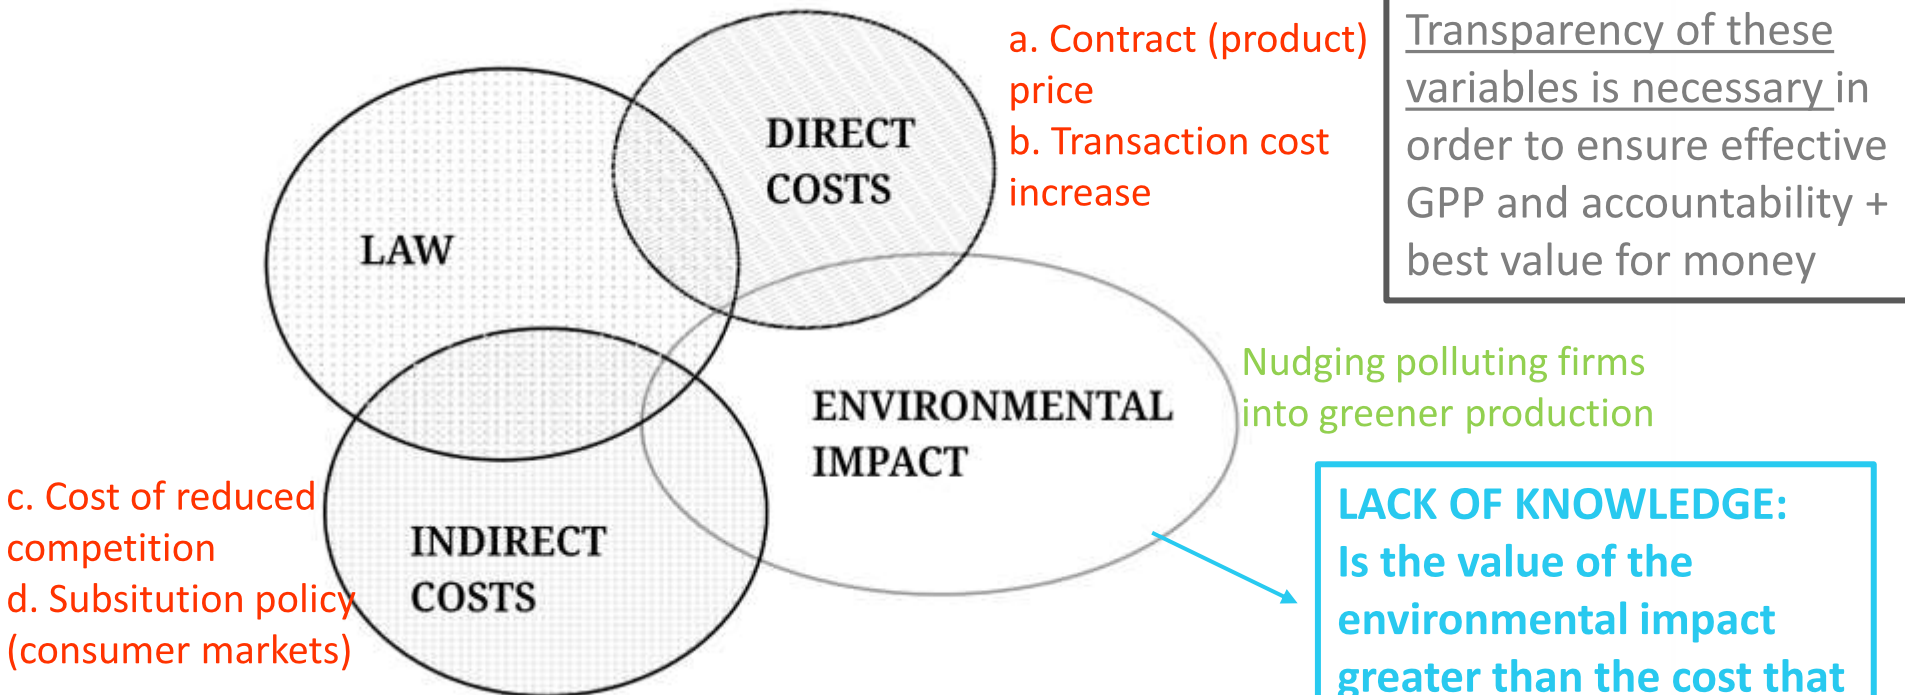 a. Contract (product)
price
b. Transaction cost
increase
Transparency of these
variables is necessary in
order to ensure effective
GPP and accountability +
best value for money
DIRECT
COSTS
LAW
Nudging polluting firms
into greener production
ENVIRONMENTAL
IMPACT
c. Cost of reduced
competition
d. Subsitution policy
(consumer markets)
INDIRECT
COSTS
LACK OF KNOWLEDGE:
Is the value of the
environmental impact
greater than the cost that